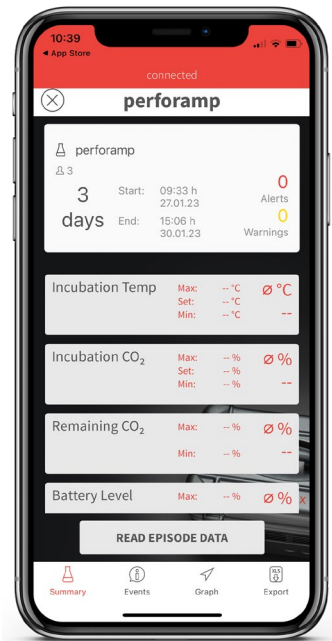 10:39
◀ App Store
connected
perforamp
perforamp
3
3 days
Start: 09:33 h 27.01.23
End: 15:06 h 30.01.23
0 Alerts
0 Warnings
Incubation Temp
Max: -- °C
Set: -- °C
Min: -- °C
Ø °C
--
Incubation CO₂
Max: -- %
Set: -- %
Min: -- %
Ø %
--
Remaining CO₂
Max: -- %
Min: -- %
Ø %
--
Battery Level
Max: -- %
Ø %
x
READ EPISODE DATA
Summary
Events
Graph
XLS
Export